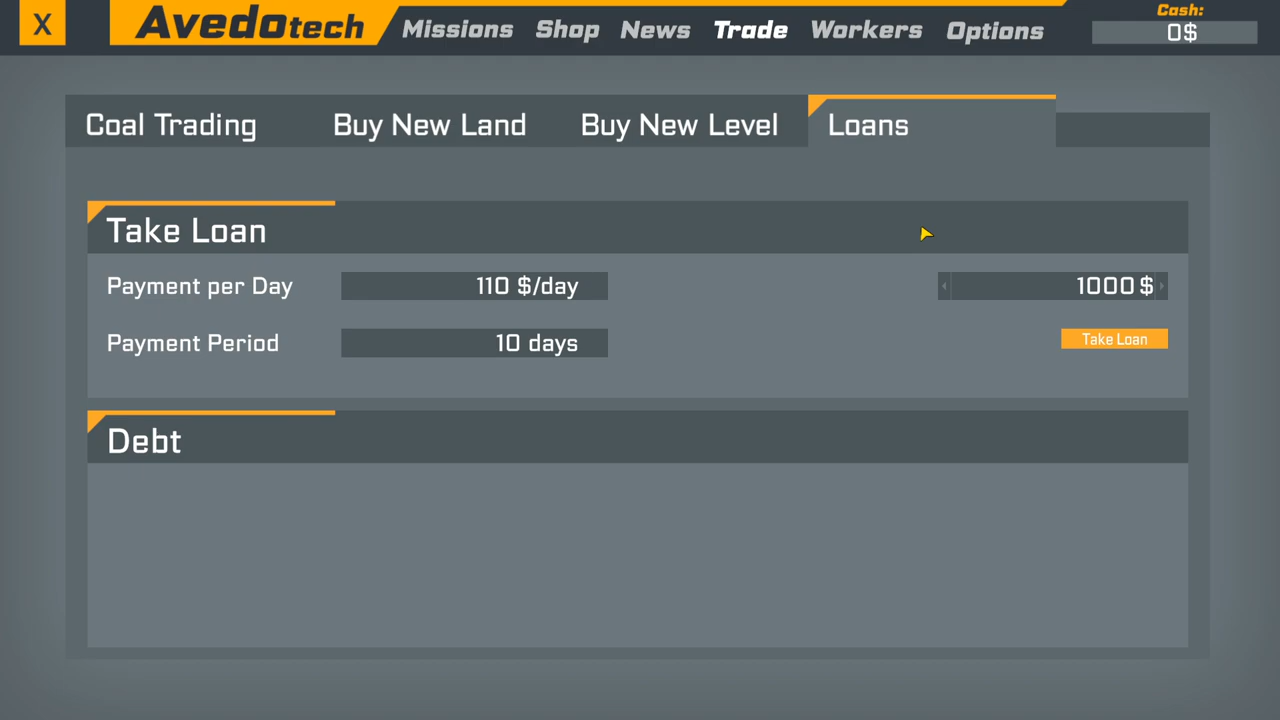 X
Avedotech
Missions Shop News Trade Workers Options
Cash:
0$
Coal Trading Buy New Land Buy New Level Loans
Take Loan
Payment per Day 110 $/day 1000 $
Payment Period 10 days Take Loan
Debt